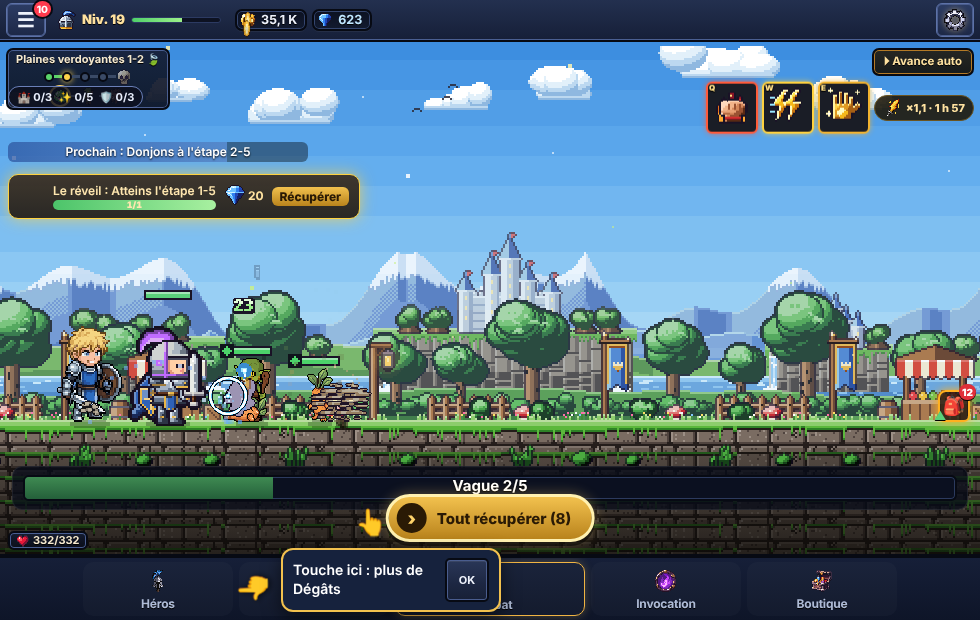 10
Niv. 19
35,1 K
623
Plaines verdoyantes 1-2
0/3
0/5
0/3
Avance auto
Q
W
E
×1,1 · 1 h 57
Prochain : Donjons à l'étape 2-5
Le réveil : Atteins l'étape 1-5
1/1
20
Récupérer
23
12
Vague 2/5
Tout récupérer (8)
332/332
Touche ici : plus de
Dégâts
OK
Héros
Invocation
Boutique